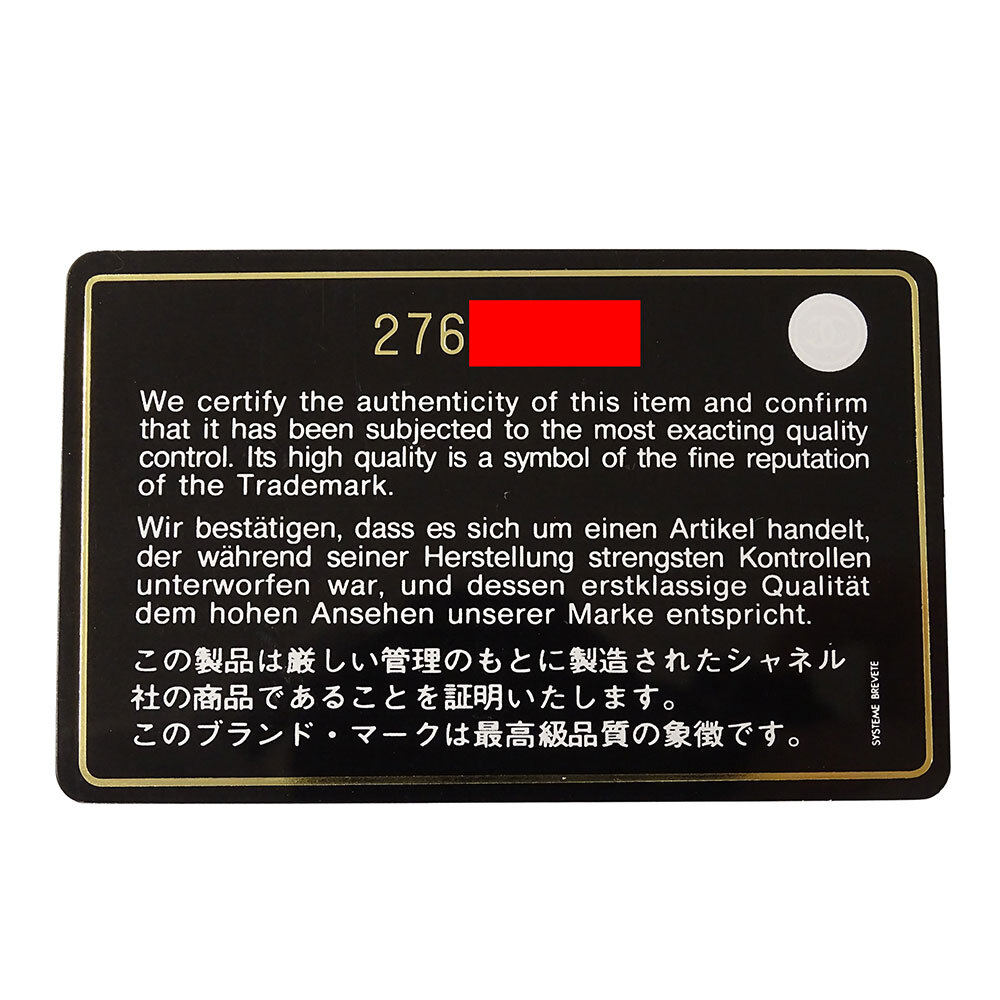 276
We certify the authenticity of this item and confirm
that it has been subjected to the most exacting quality
control. Its high quality is a symbol of the fine reputation
of the Trademark.
Wir bestätigen, dass es sich um einen Artikel handelt,
der während seiner Herstellung strengsten Kontrollen
unterworfen war, und dessen erstklassige Qualität
dem hohen Ansehen unserer Marke entspricht.
この製品は厳しい管理のもとに製造されたシャネル
社の商品であることを証明いたします。
このブランド・マークは最高級品質の象徴です。
SYSTEME BREVETE